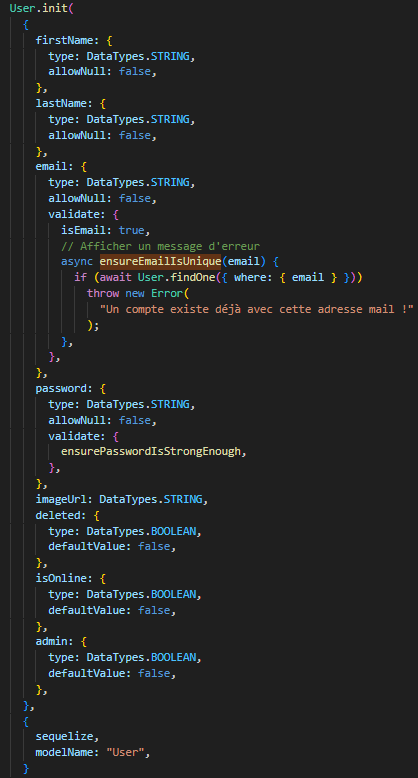 User.init(
{
firstName: {
type: DataTypes.STRING,
allowNull: false,
},
lastName: {
type: DataTypes.STRING,
allowNull: false,
},
email: {
type: DataTypes.STRING,
allowNull: false,
validate: {
isEmail: true,
// Afficher un message d'erreur
async ensureEmailIsUnique(email) {
if (await User.findOne({ where: { email } }))
throw new Error(
"Un compte existe déjà avec cette adresse mail !"
);
},
},
},
password: {
type: DataTypes.STRING,
allowNull: false,
validate: {
ensurePasswordIsStrongEnough,
},
},
imageUrl: DataTypes.STRING,
deleted: {
type: DataTypes.BOOLEAN,
defaultValue: false,
},
isOnline: {
type: DataTypes.BOOLEAN,
defaultValue: false,
},
admin: {
type: DataTypes.BOOLEAN,
defaultValue: false,
},
},
{
sequelize,
modelName: "User",
}